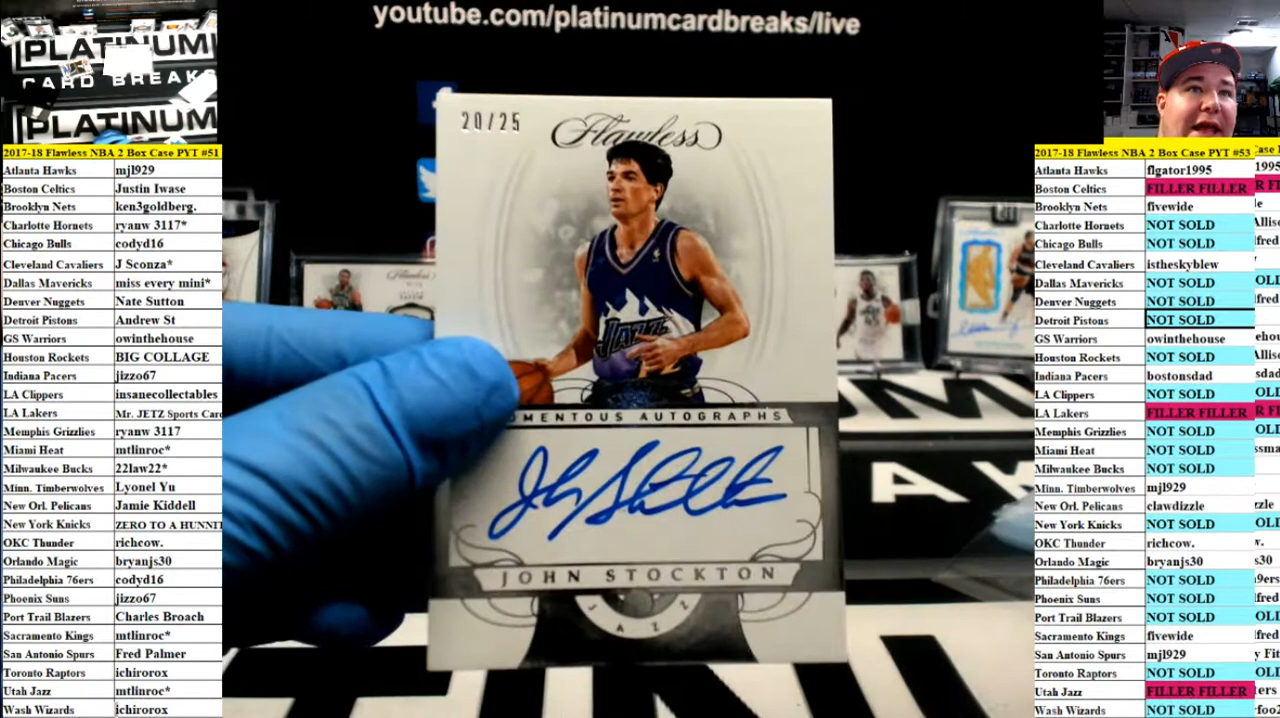 youtube.com/platinumcardbreaks/live
PLATINUM
CARD BREAKS
PLATINUM
2017-18 Flawless NBA 2 Box Case PYT #51
Atlanta Hawks mjl929
Boston Celtics Justin Iwase
Brooklyn Nets ken3goldberg.
Charlotte Hornets ryanw 3117*
Chicago Bulls codyd16
Cleveland Cavaliers J Sconza*
Dallas Mavericks miss every mini*
Denver Nuggets Nate Sutton
Detroit Pistons Andrew St
GS Warriors owinthehouse
Houston Rockets BIG COLLAGE
Indiana Pacers jizzo67
LA Clippers insanecollectables
LA Lakers Mr. JETZ Sports Card
Memphis Grizzlies ryanw 3117
Miami Heat mtlinroc*
Milwaukee Bucks 22law22*
Minn. Timberwolves Lyonel Yu
New Orl. Pelicans Jamie Kiddell
New York Knicks ZERO TO A HUNNIT
OKC Thunder richcow.
Orlando Magic bryanjs30
Philadelphia 76ers codyd16
Phoenix Suns jizzo67
Port Trail Blazers Charles Broach
Sacramento Kings mtlinroc*
San Antonio Spurs Fred Palmer
Toronto Raptors ichirorox
Utah Jazz mtlinroc*
Wash Wizards ichirorox
20/25
Flawless
JAZZ
MENTOUS AUTOGRAPHS
John Stockton
JOHN STOCKTON
2017-18 Flawless NBA 2 Box Case PYT #53
Atlanta Hawks flgator1995
Boston Celtics FILLER FILLER
Brooklyn Nets fivewide
Charlotte Hornets NOT SOLD
Chicago Bulls NOT SOLD
Cleveland Cavaliers istheskyblew
Dallas Mavericks NOT SOLD
Denver Nuggets NOT SOLD
Detroit Pistons NOT SOLD
GS Warriors owinthehouse
Houston Rockets NOT SOLD
Indiana Pacers bostonsdad
LA Clippers NOT SOLD
LA Lakers FILLER FILLER
Memphis Grizzlies NOT SOLD
Miami Heat NOT SOLD
Milwaukee Bucks NOT SOLD
Minn. Timberwolves mjl929
New Orl. Pelicans clawdizzle
New York Knicks NOT SOLD
OKC Thunder richcow.
Orlando Magic bryanjs30
Philadelphia 76ers NOT SOLD
Phoenix Suns NOT SOLD
Port Trail Blazers NOT SOLD
Sacramento Kings fivewide
San Antonio Spurs mjl929
Toronto Raptors NOT SOLD
Utah Jazz FILLER FILLER
Wash Wizards NOT SOLD